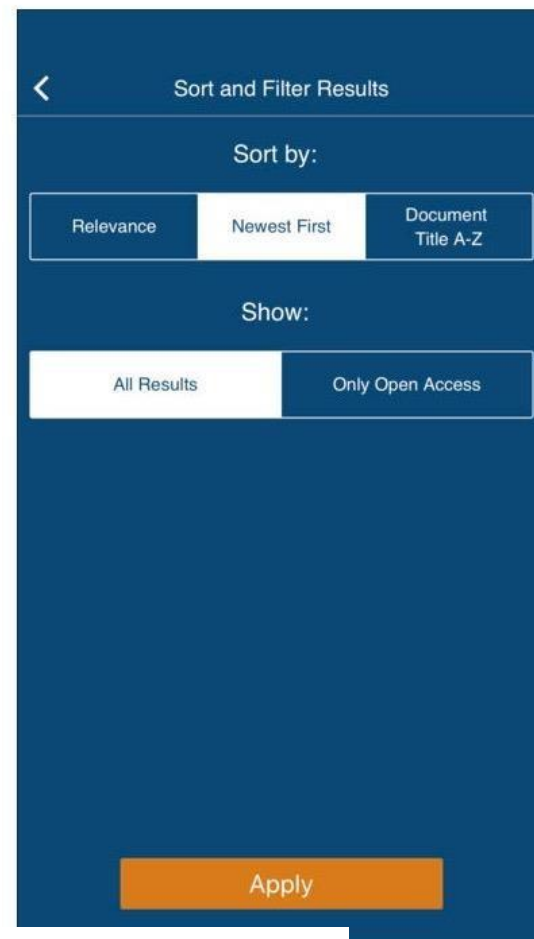 Sort and Filter Results
Sort by:
Relevance
Newest First
Document
Title A-Z
Show:
All Results
Only Open Access
Apply